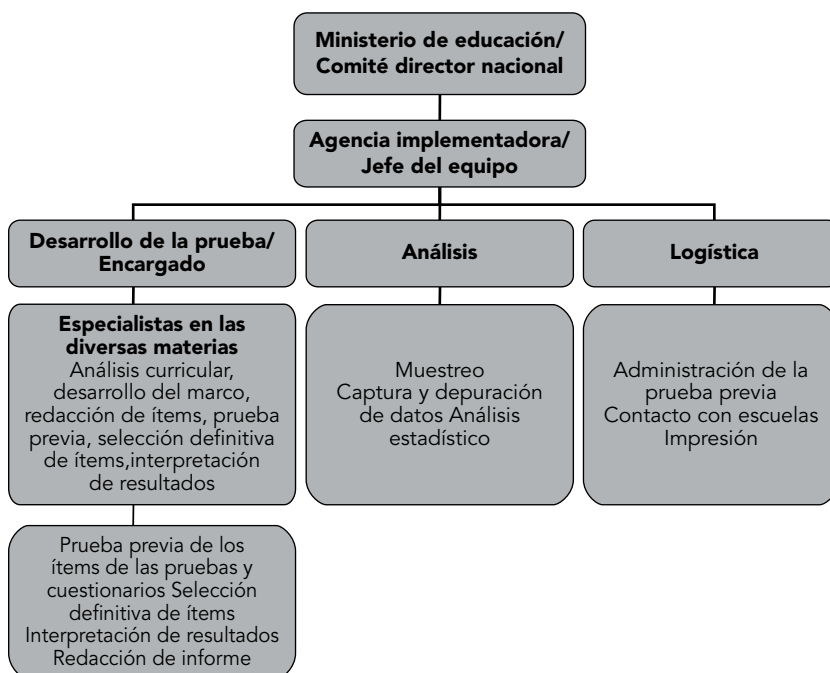 Ministerio de educación/
Comité director nacional
Agencia implementadora/
Jefe del equipo
Desarrollo de la prueba/
Encargado
Análisis
Logística
Especialistas en las
diversas materias
Análisis curricular,
desarrollo del marco,
redacción de ítems, prueba
previa, selección definitiva
de ítems,interpretación
de resultados
Muestreo
Captura y depuración
de datos Análisis
estadístico
Administración de la
prueba previa
Contacto con escuelas
Impresión
Prueba previa de los
ítems de las pruebas y
cuestionarios Selección
definitiva de ítems
Interpretación de resultados
Redacción de informe